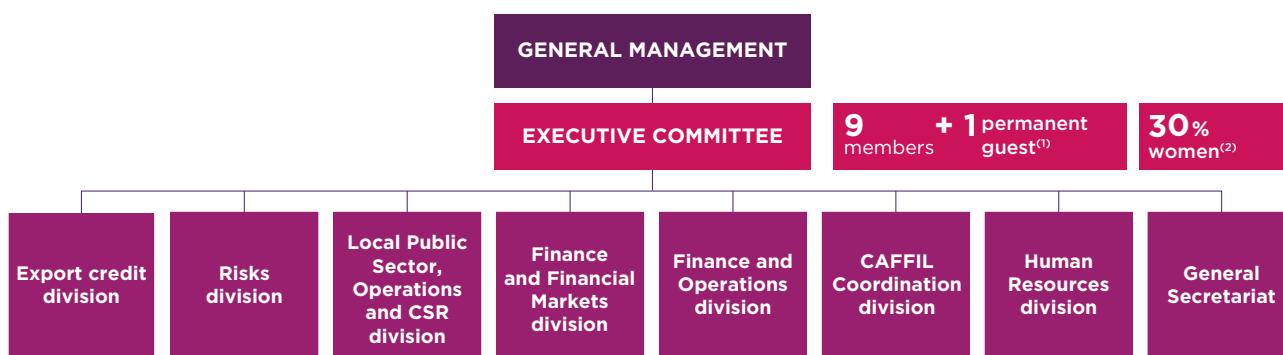 GENERAL MANAGEMENT
EXECUTIVE COMMITTEE
9 members + 1 permanent guest(1)
30% women(2)
Export credit
division
Risks
division
Local Public
Sector,
Operations
and CSR
division
Finance
and Financial
Markets
division
Finance and
Operations
division
CAFFIL
Coordination
division
Human
Resources
division
General
Secretariat